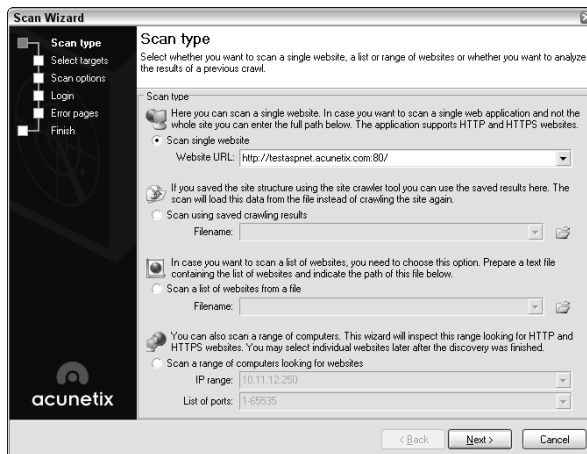 Scan Wizard
Scan type
Select targets
Scan options
Login
Error pages
Finish
acunetix
Scan type
Select whether you want to scan a single website, a list or range of websites or whether you want to analyze
the results of a previous crawl.
Scan type
Here you can scan a single website. In case you want to scan a single web application and not the
whole site you can enter the full path below. The application supports HTTP and HTTPS websites.
Scan single website
Website URL: http://testaspnet.acunetix.com:80/
If you saved the site structure using the site crawler tool you can use the saved results here. The
scan will load this data from the file instead of crawling the site again.
Scan using saved crawling results
Filename:
In case you want to scan a list of websites, you need to choose this option. Prepare a text file
containing the list of websites and indicate the path of this file below.
Scan a list of websites from a file
Filename:
You can also scan a range of computers. This wizard will inspect this range looking for HTTP and
HTTPS websites. You may select individual websites later after the discovery was finished.
Scan a range of computers looking for websites
IP range: 10.11.12.250
List of ports: 1-65535
< Back Next > Cancel